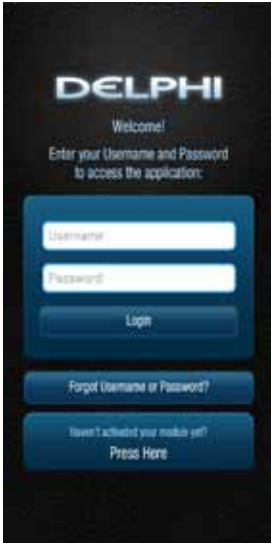 DELPHI
Welcome!
Enter your Username and Password
to access the application:
Username
Password
Login
Forgot Username or Password?
Haven't activated your module yet?
Press Here